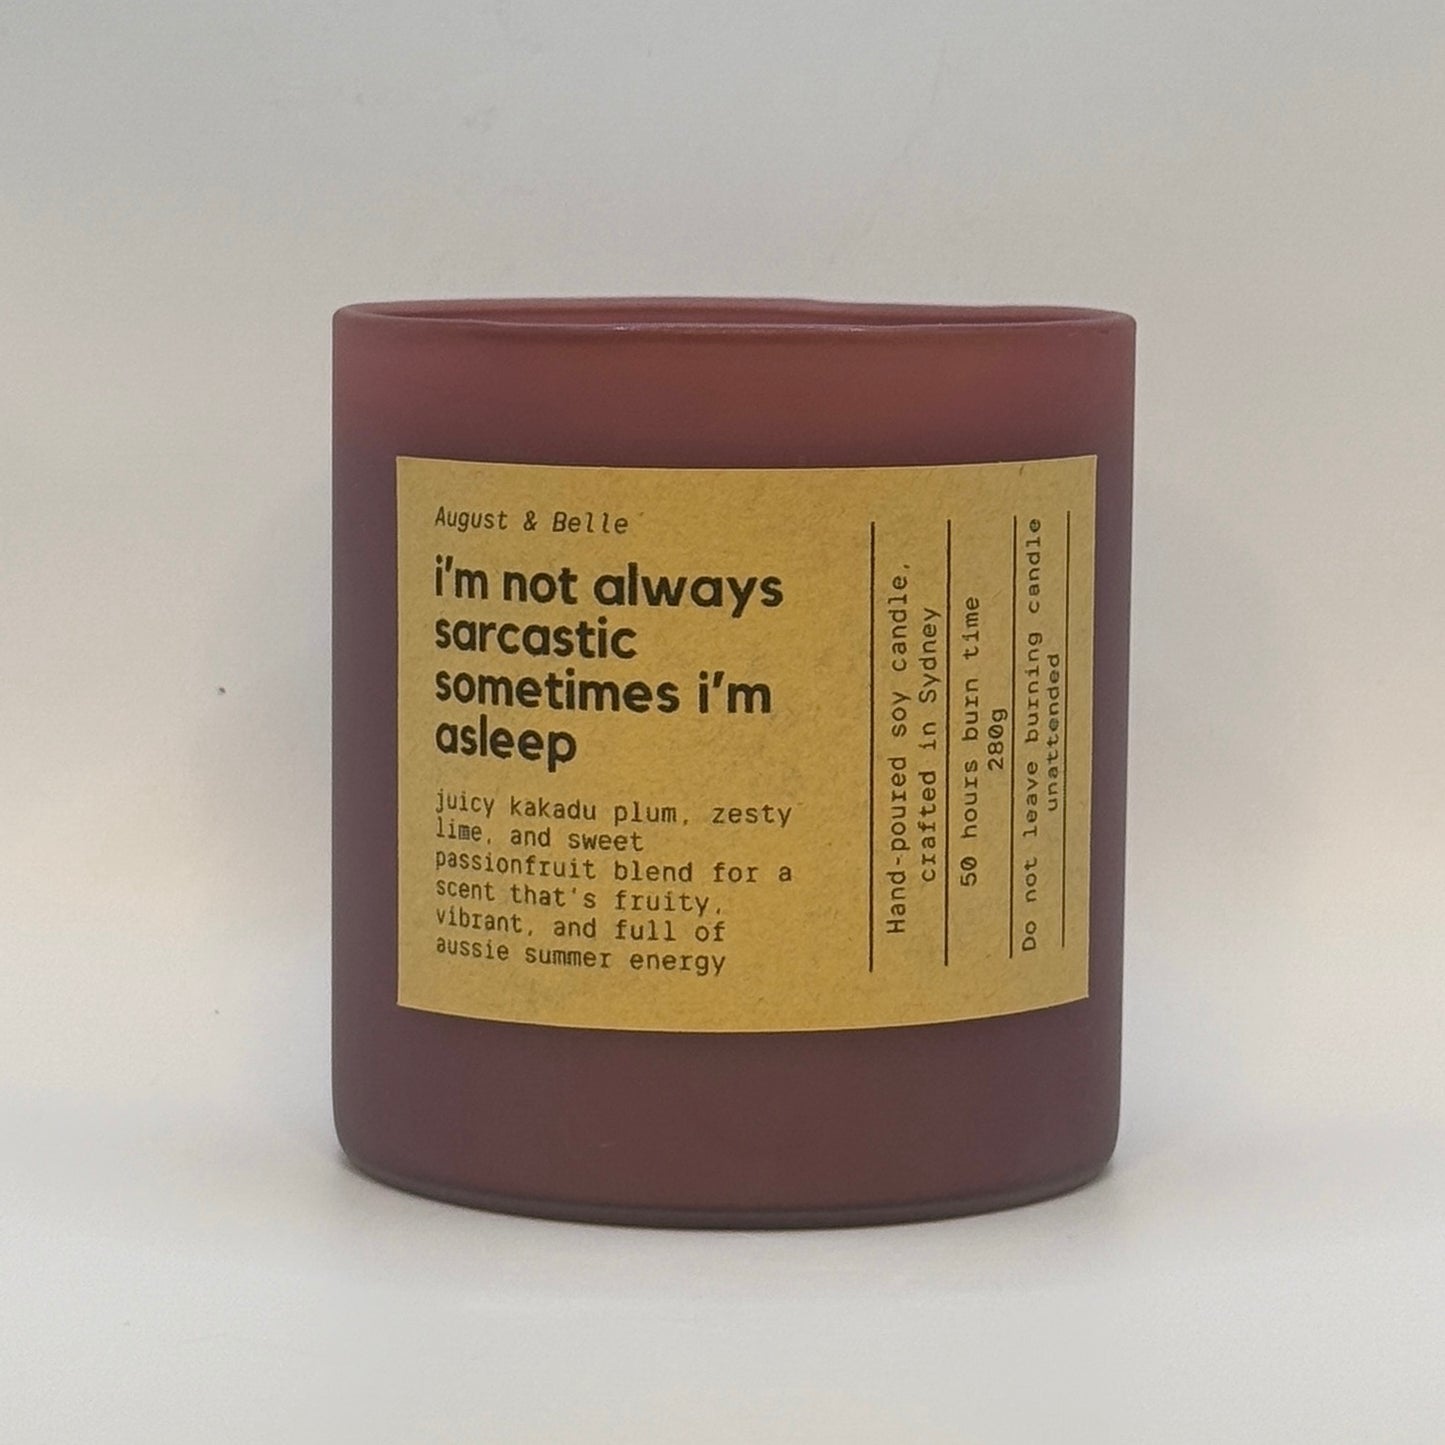 August & Belle
i'm not always
sarcastic
sometimes i'm
asleep
juicy kakadu plum, zesty
lime, and sweet
passionfruit blend for a
scent that's fruity,
vibrant, and full of
aussie summer energy
Hand-poured soy candle,
crafted in Sydney
50 hours burn time
280g
Do not leave burning candle
unattended